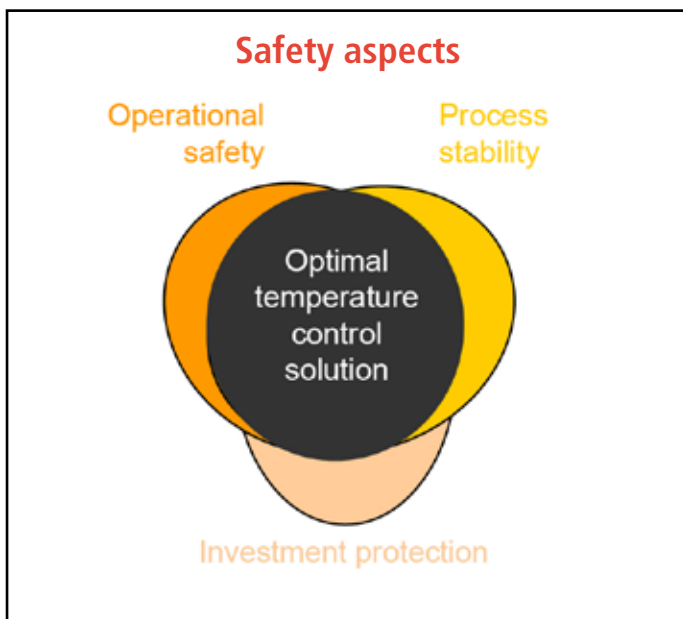 Safety aspects
Operational
safety
Process
stability
Optimal
temperature
control
solution
Investment protection